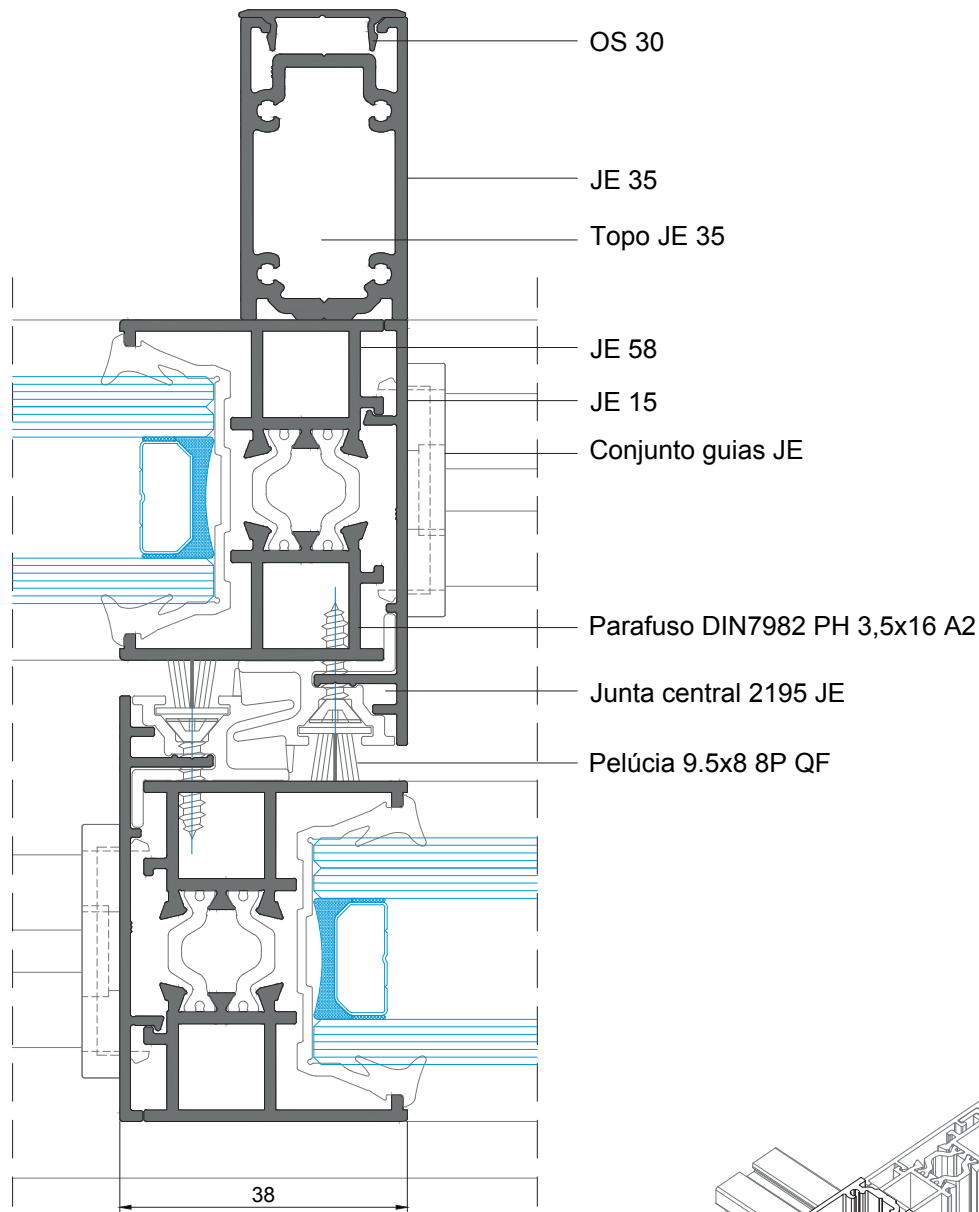 OS 30
JE 35
Topo JE 35
JE 58
JE 15
Conjunto guias JE
Parafuso DIN7982 PH 3,5x16 A2
Junta central 2195 JE
Pelúcia 9.5x8 8P QF
38